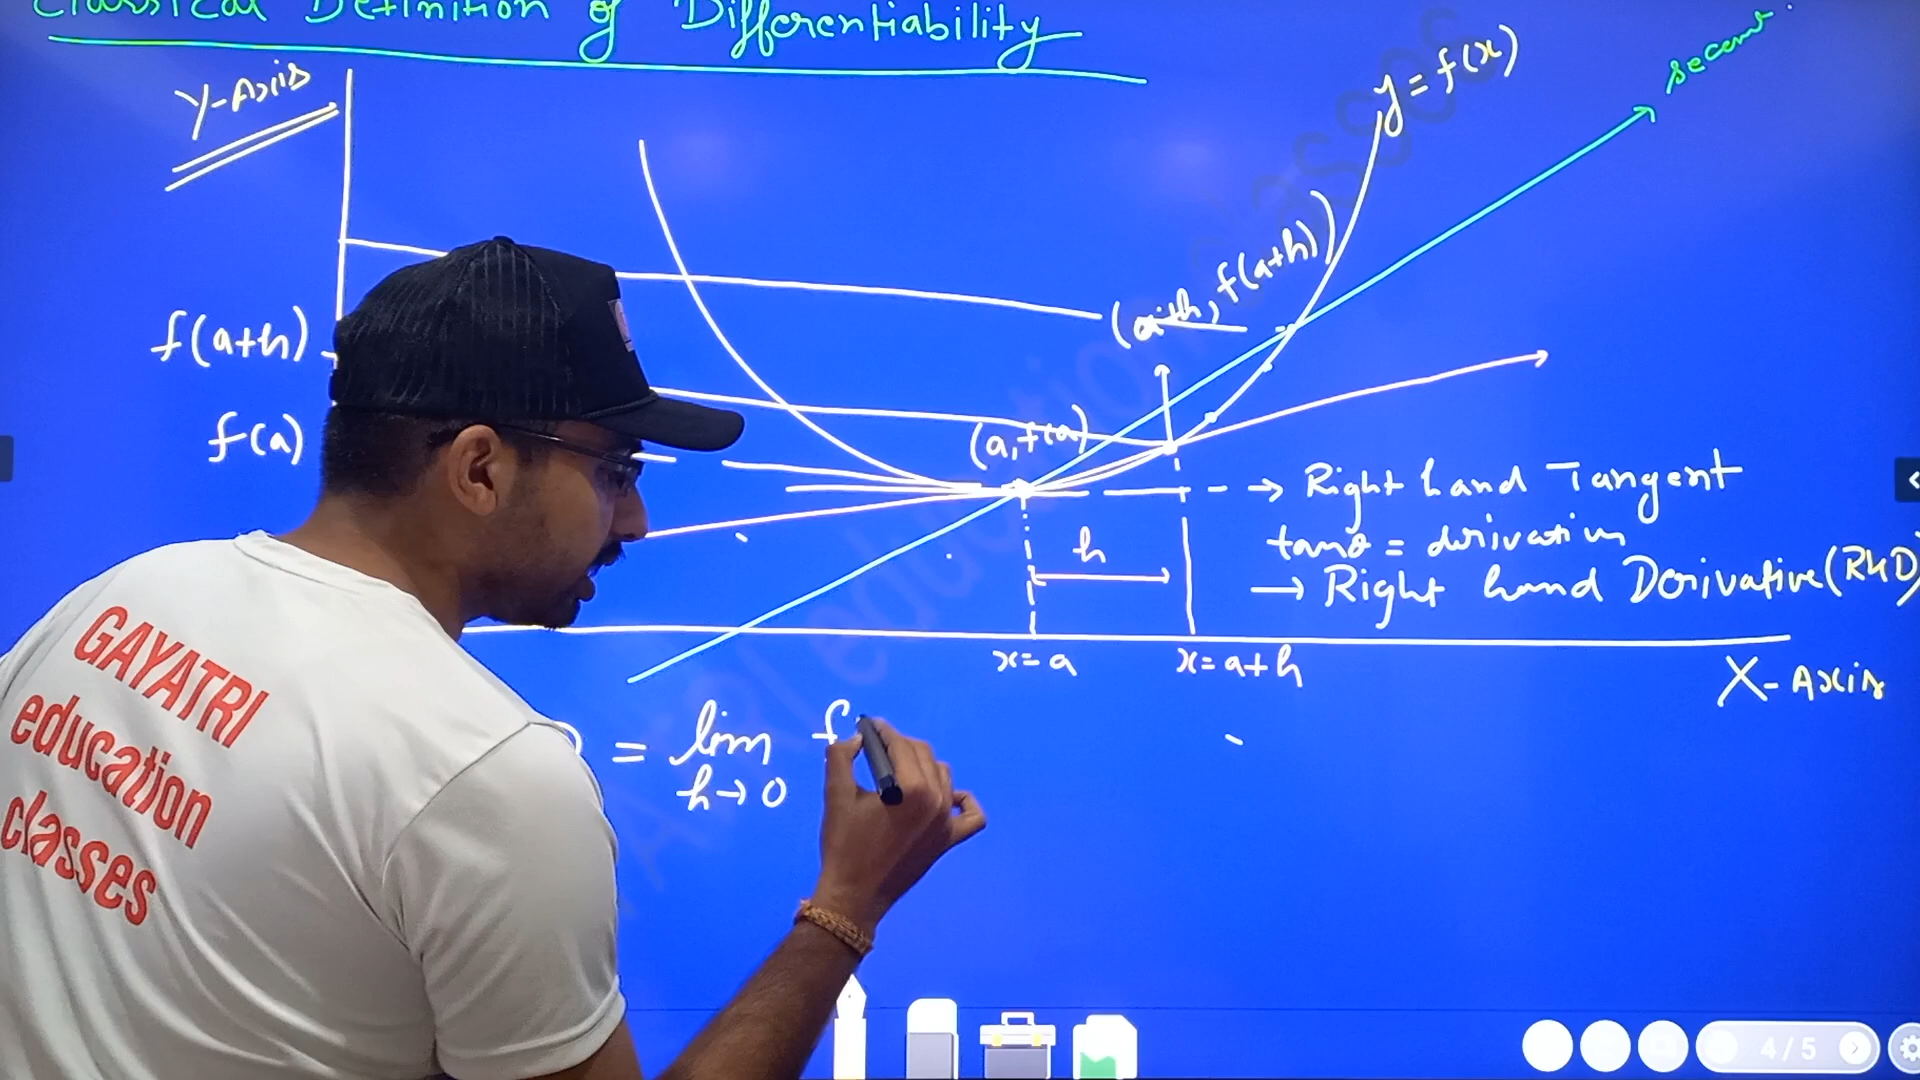 Classical Definition of Differentiability
Y-Axis
y = f(x)
secant
(a+h, f(a+h))
f(a+h)
f(a)
(a, f(a))
-> Right hand Tangent
tanθ = derivative
-> Right hand Derivative (RHD)
h
x=a
x=a+h
X-Axis
= lim f
h→0
GAYATRI
education
classes
4/5